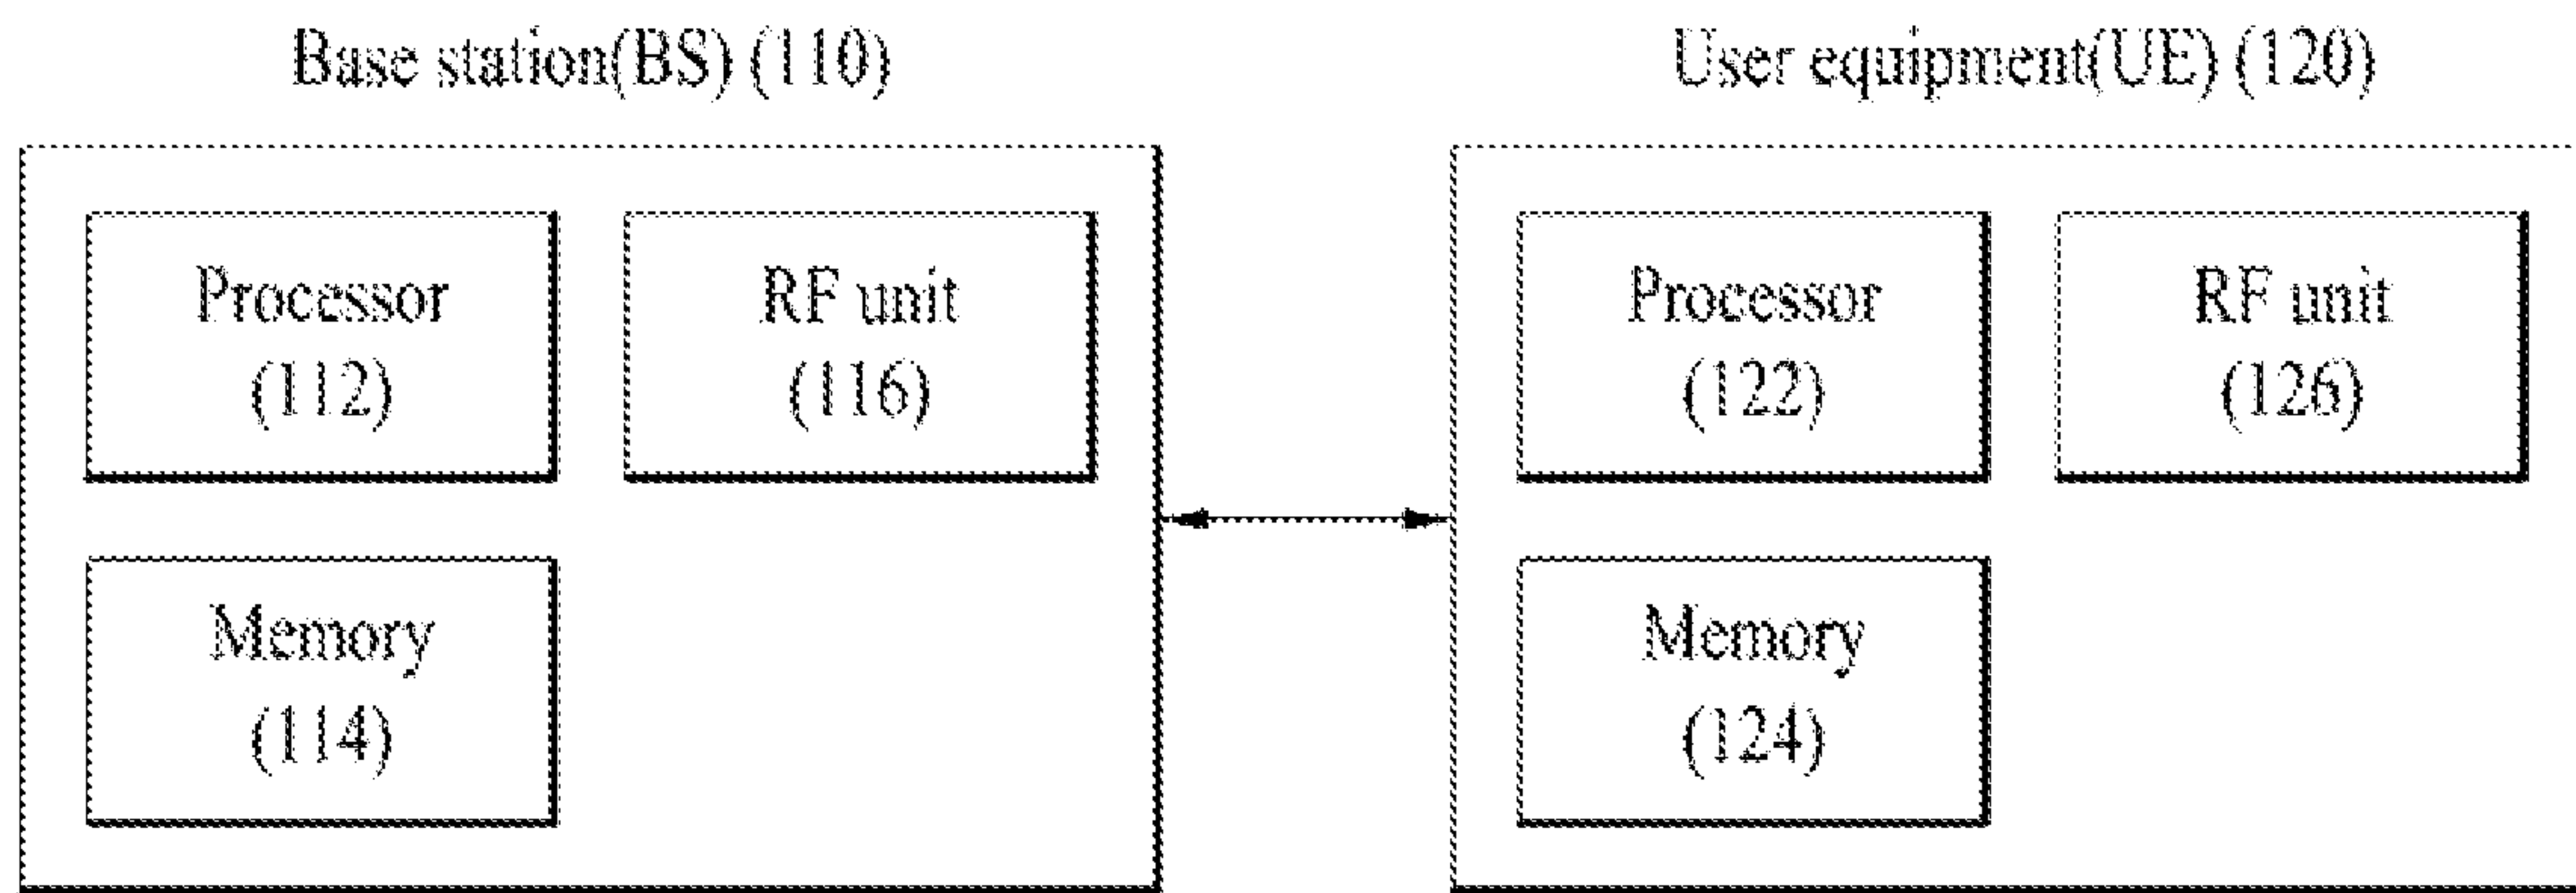 Base station(BS) (110)
User equipment(UE) (120)
Processor
(112)
RF unit
(116)
Memory
(114)
Processor
(122)
RF unit
(126)
Memory
(124)